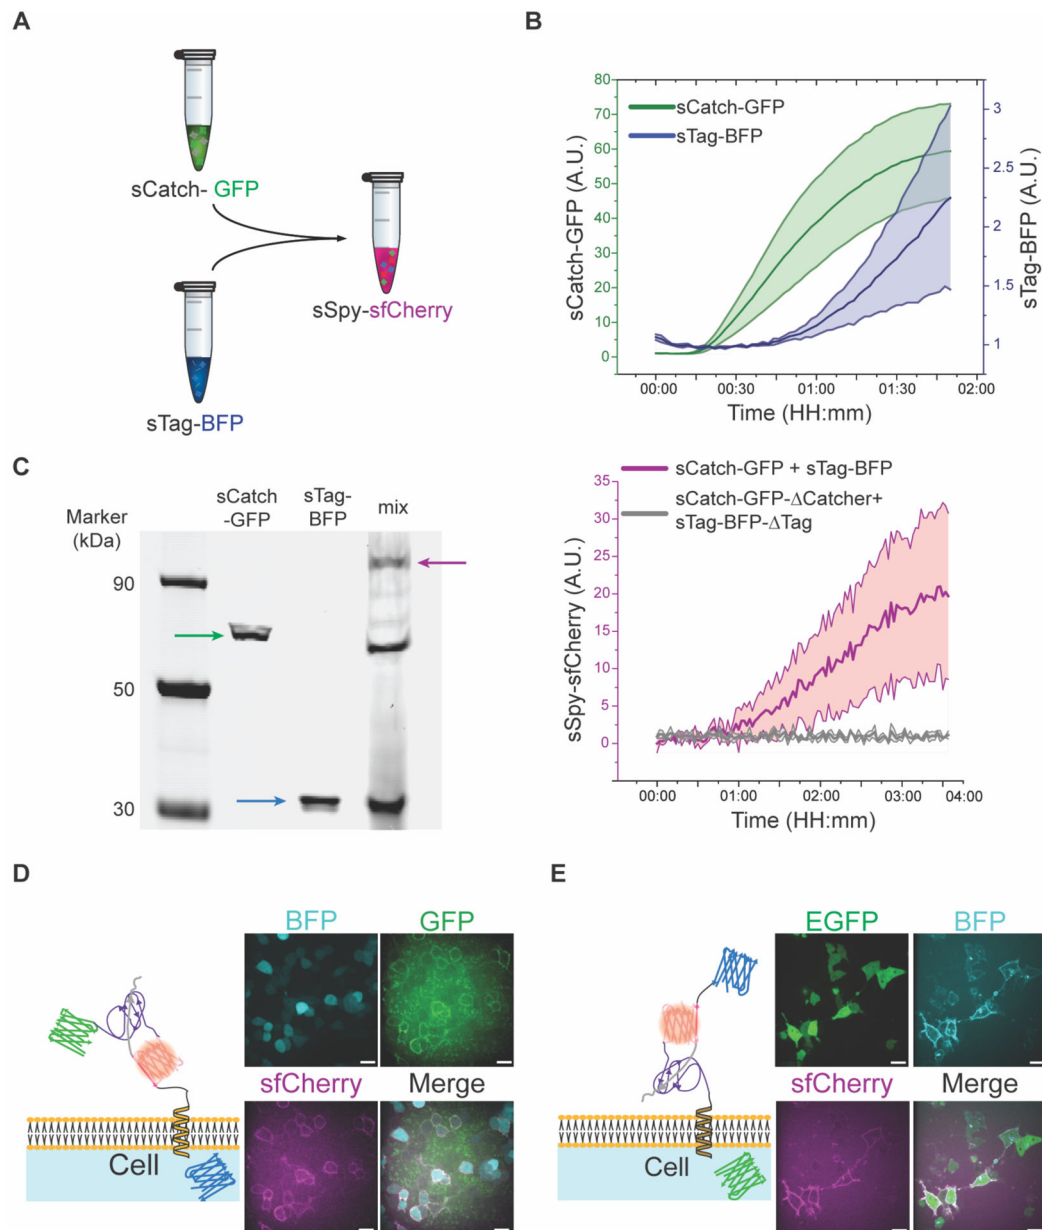 A
sCatch- GFP
sTag-BFP
sSpy-sfCherry
B
80
70
60
50
40
30
20
10
0
sCatch-GFP (A.U.)
sCatch-GFP
sTag-BFP
3
2.5
2
1.5
1
sTag-BFP (A.U.)
00:00 00:30 01:00 01:30 02:00
Time (HH:mm)
35
30
25
20
15
10
5
0
sSpy-sfCherry (A.U.)
sCatch-GFP + sTag-BFP
sCatch-GFP-ΔCatcher+
sTag-BFP-ΔTag
00:00 01:00 02:00 03:00 04:00
Time (HH:mm)
C
Marker
(kDa)
sCatch
-GFP
sTag-
BFP
mix
90
50
30
D
Cell
BFP
GFP
sfCherry
Merge
E
Cell
EGFP
BFP
sfCherry
Merge